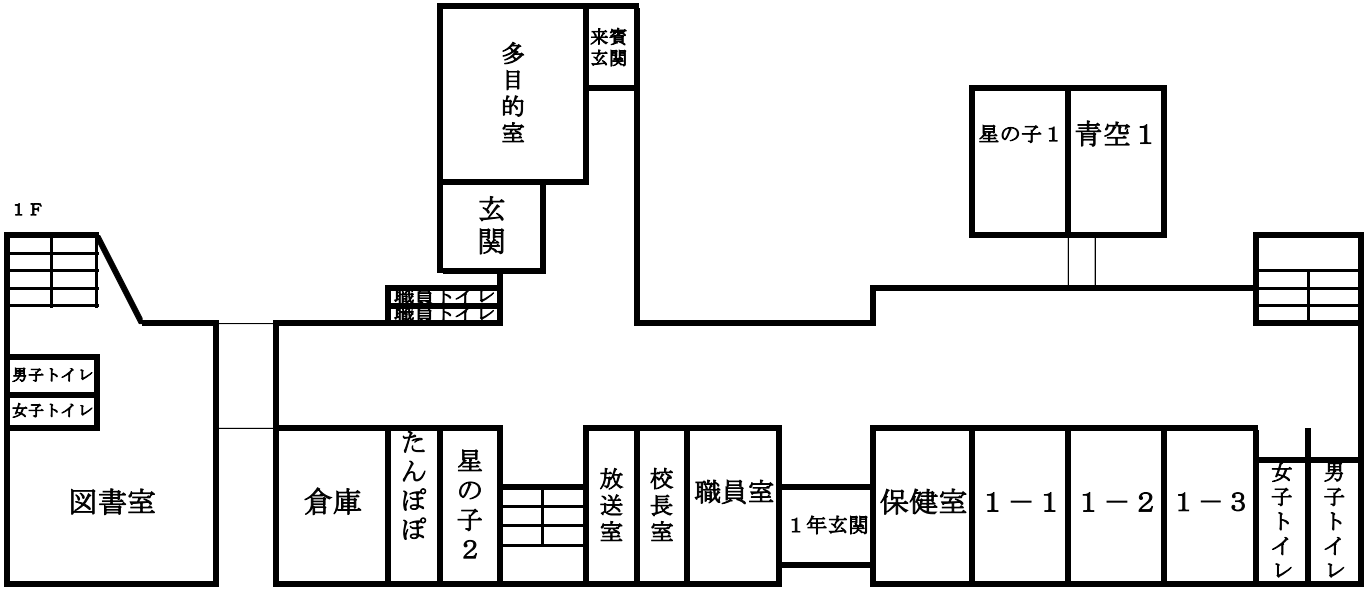 来賓
玄関
多目的室
星の子1
青空1
1F
玄関
職員トイレ
職員トイレ
男子トイレ
女子トイレ
図書室
倉庫
たんぽぽ
星の子2
放送室
校長室
職員室
1年玄関
保健室
1-1
1-2
1-3
女子トイレ
男子トイレ